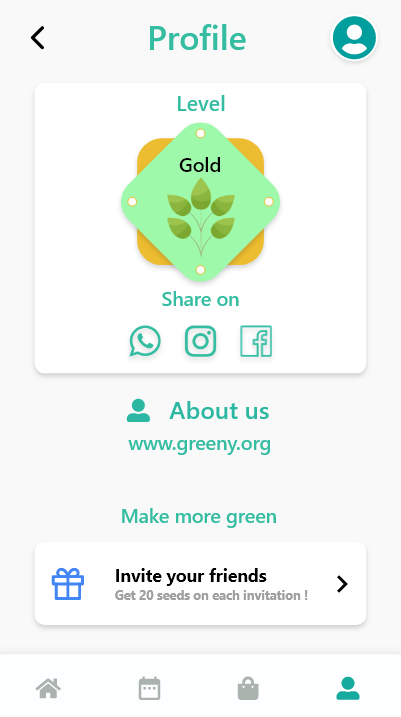 Profile
Level
Gold
Share on
About us
www.greeny.org
Make more green
Invite your friends
Get 20 seeds on each invitation !